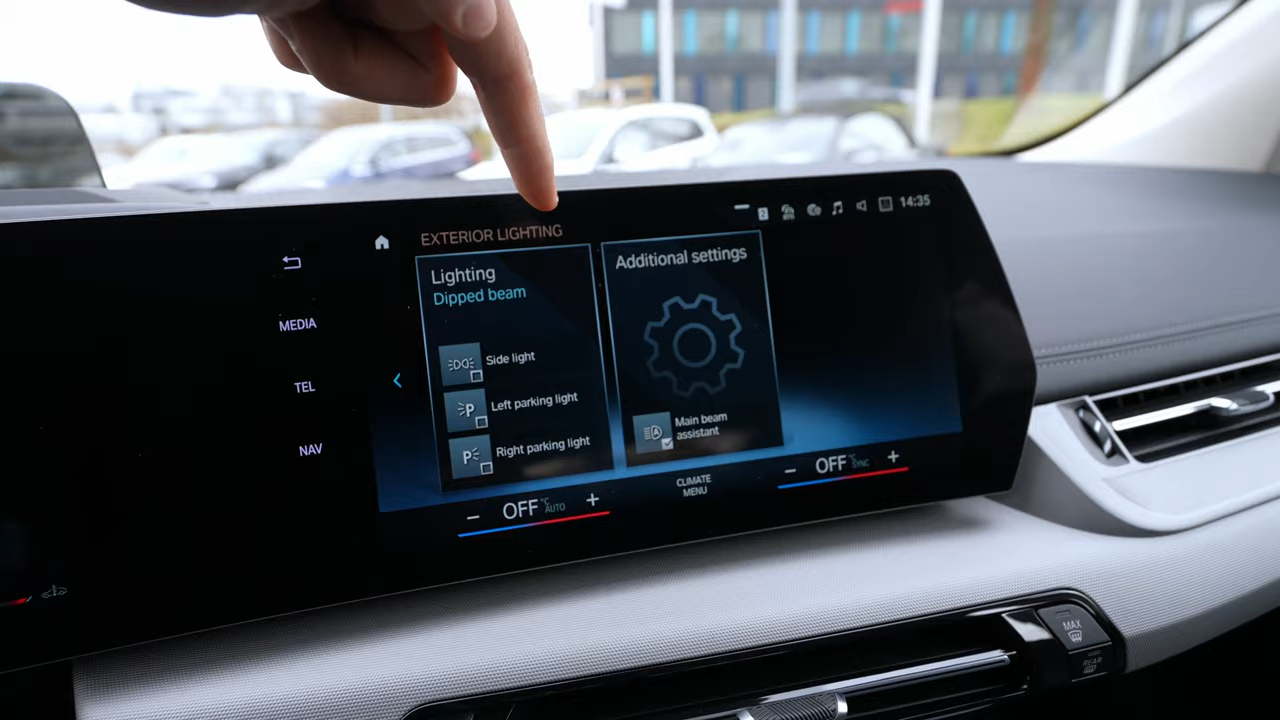 14:35
EXTERIOR LIGHTING
Lighting
Dipped beam
Side light
P
Left parking light
P
Right parking light
Additional settings
A
Main beam
assistant
MEDIA
TEL
NAV
− OFF °C AUTO +
CLIMATE
MENU
− OFF °C SYNC +
MAX
REAR